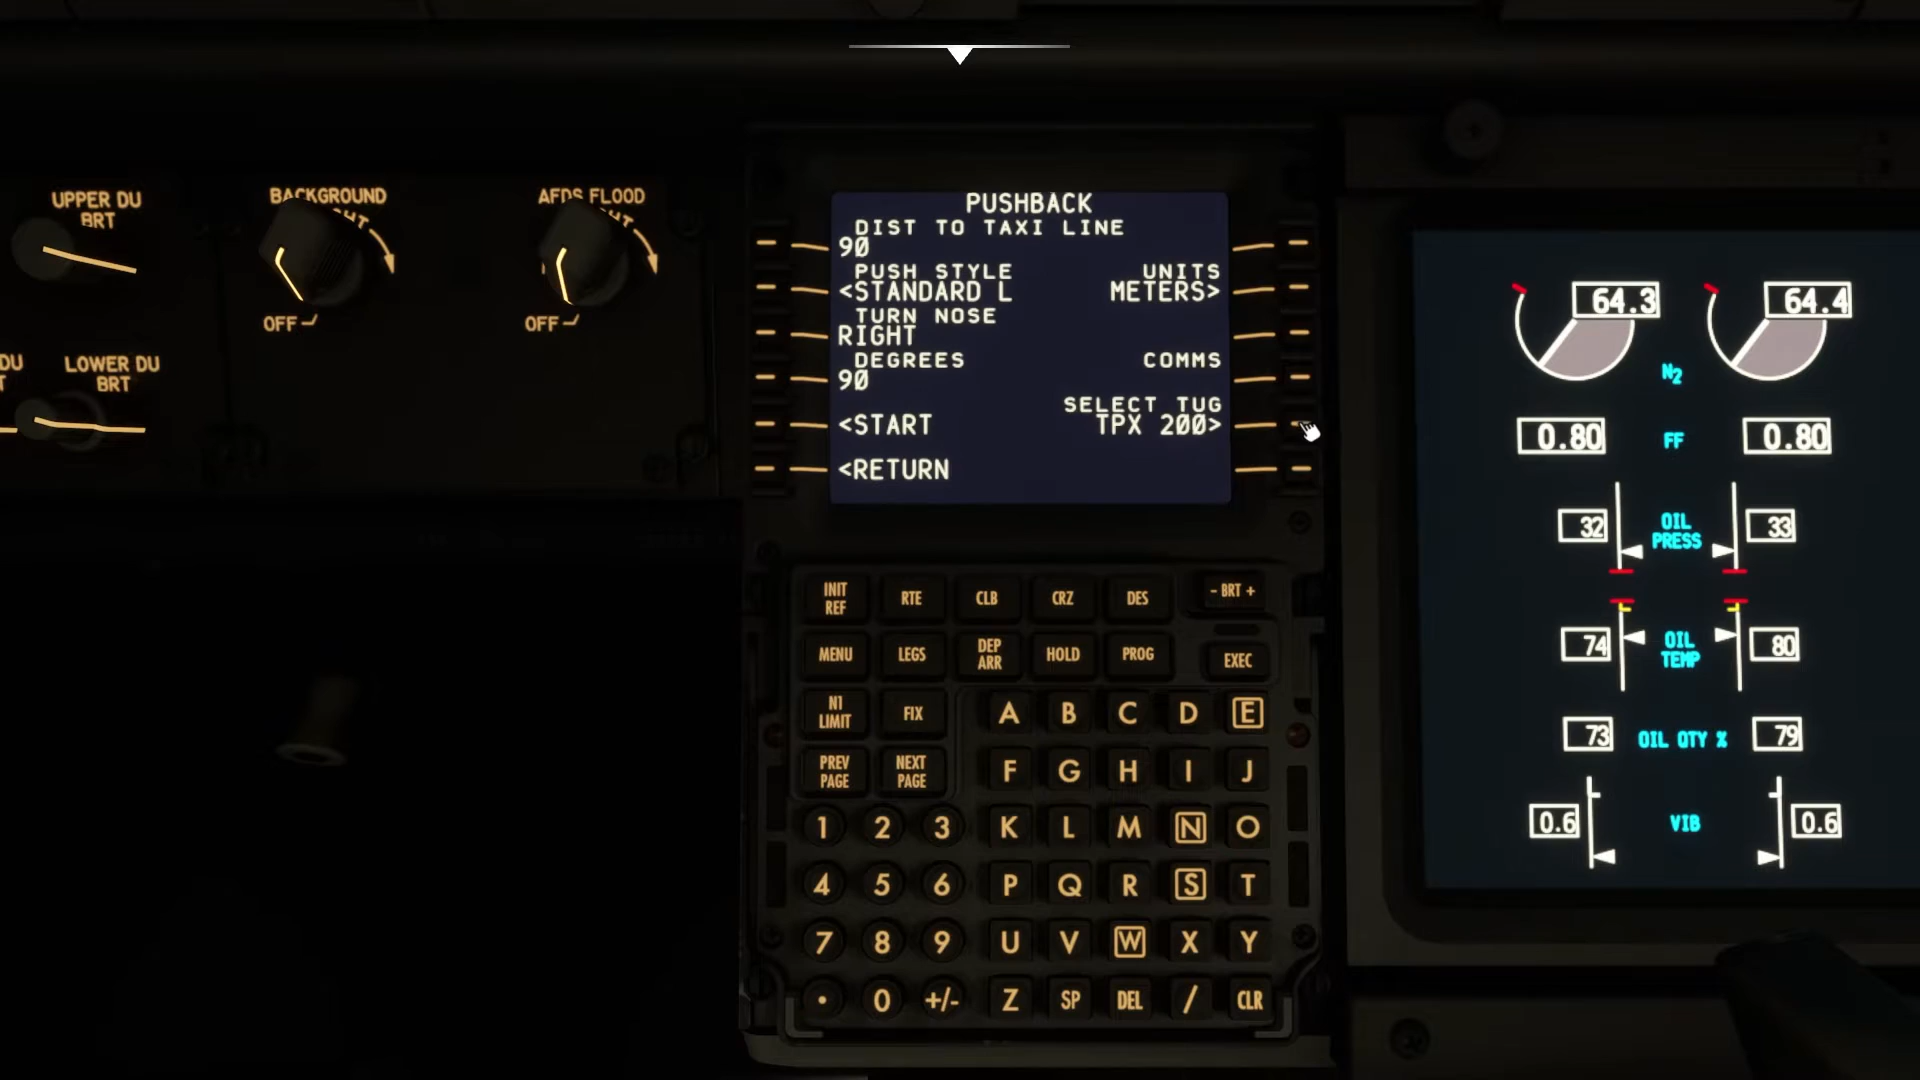 UPPER DU
BRT
BACKGROUND
HT
OFF
AFDS FLOOD
HT
OFF
DU
T
LOWER DU
BRT
PUSHBACK
DIST TO TAXI LINE
90
PUSH STYLE UNITS
<STANDARD L METERS>
TURN NOSE
RIGHT
DEGREES COMMS
90
SELECT TUG
<START TPX 200>
<RETURN
INIT REF RTE CLB CRZ DES - BRT +
MENU LEGS DEP ARR HOLD PROG EXEC
N1 LIMIT FIX A B C D E
PREV PAGE NEXT PAGE F G H I J
1 2 3 K L M N O
4 5 6 P Q R S T
7 8 9 U V W X Y
. 0 +/- Z SP DEL / CLR
64.3 64.4
N2
0.80 FF 0.80
32 OIL PRESS 33
74 OIL TEMP 80
73 OIL QTY % 79
0.6 VIB 0.6